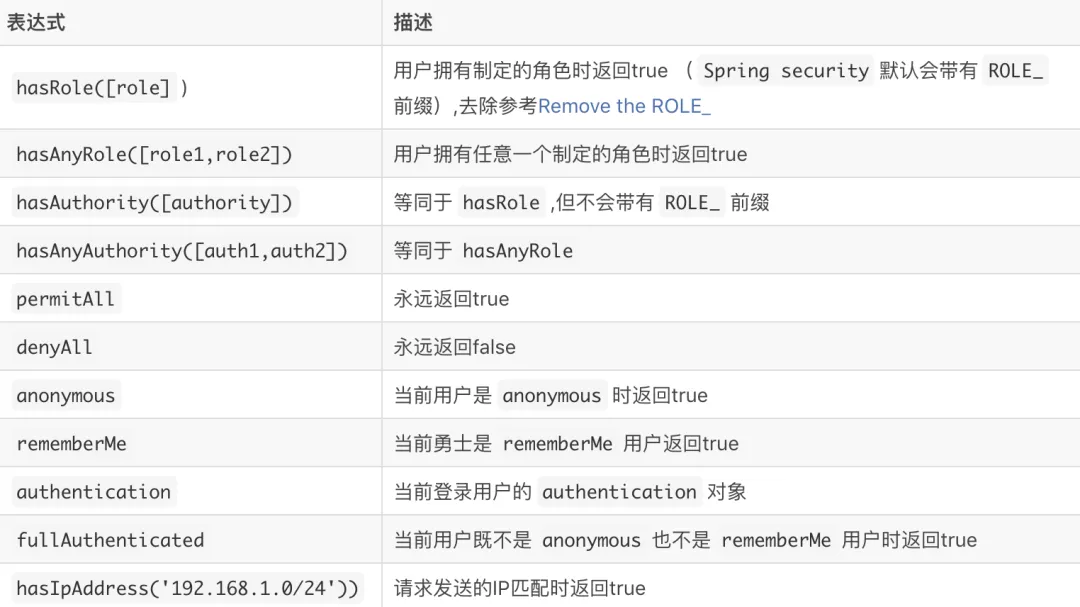 表达式 描述
hasRole([role] ) 用户拥有制定的角色时返回true （ Spring security 默认会带有 ROLE_
前缀）,去除参考Remove the ROLE_
hasAnyRole([role1,role2]) 用户拥有任意一个制定的角色时返回true
hasAuthority([authority]) 等同于 hasRole ,但不会带有 ROLE_ 前缀
hasAnyAuthority([auth1,auth2]) 等同于 hasAnyRole
permitAll 永远返回true
denyAll 永远返回false
anonymous 当前用户是 anonymous 时返回true
rememberMe 当前勇士是 rememberMe 用户返回true
authentication 当前登录用户的 authentication 对象
fullAuthenticated 当前用户既不是 anonymous 也不是 rememberMe 用户时返回true
hasIpAddress('192.168.1.0/24')) 请求发送的IP匹配时返回true